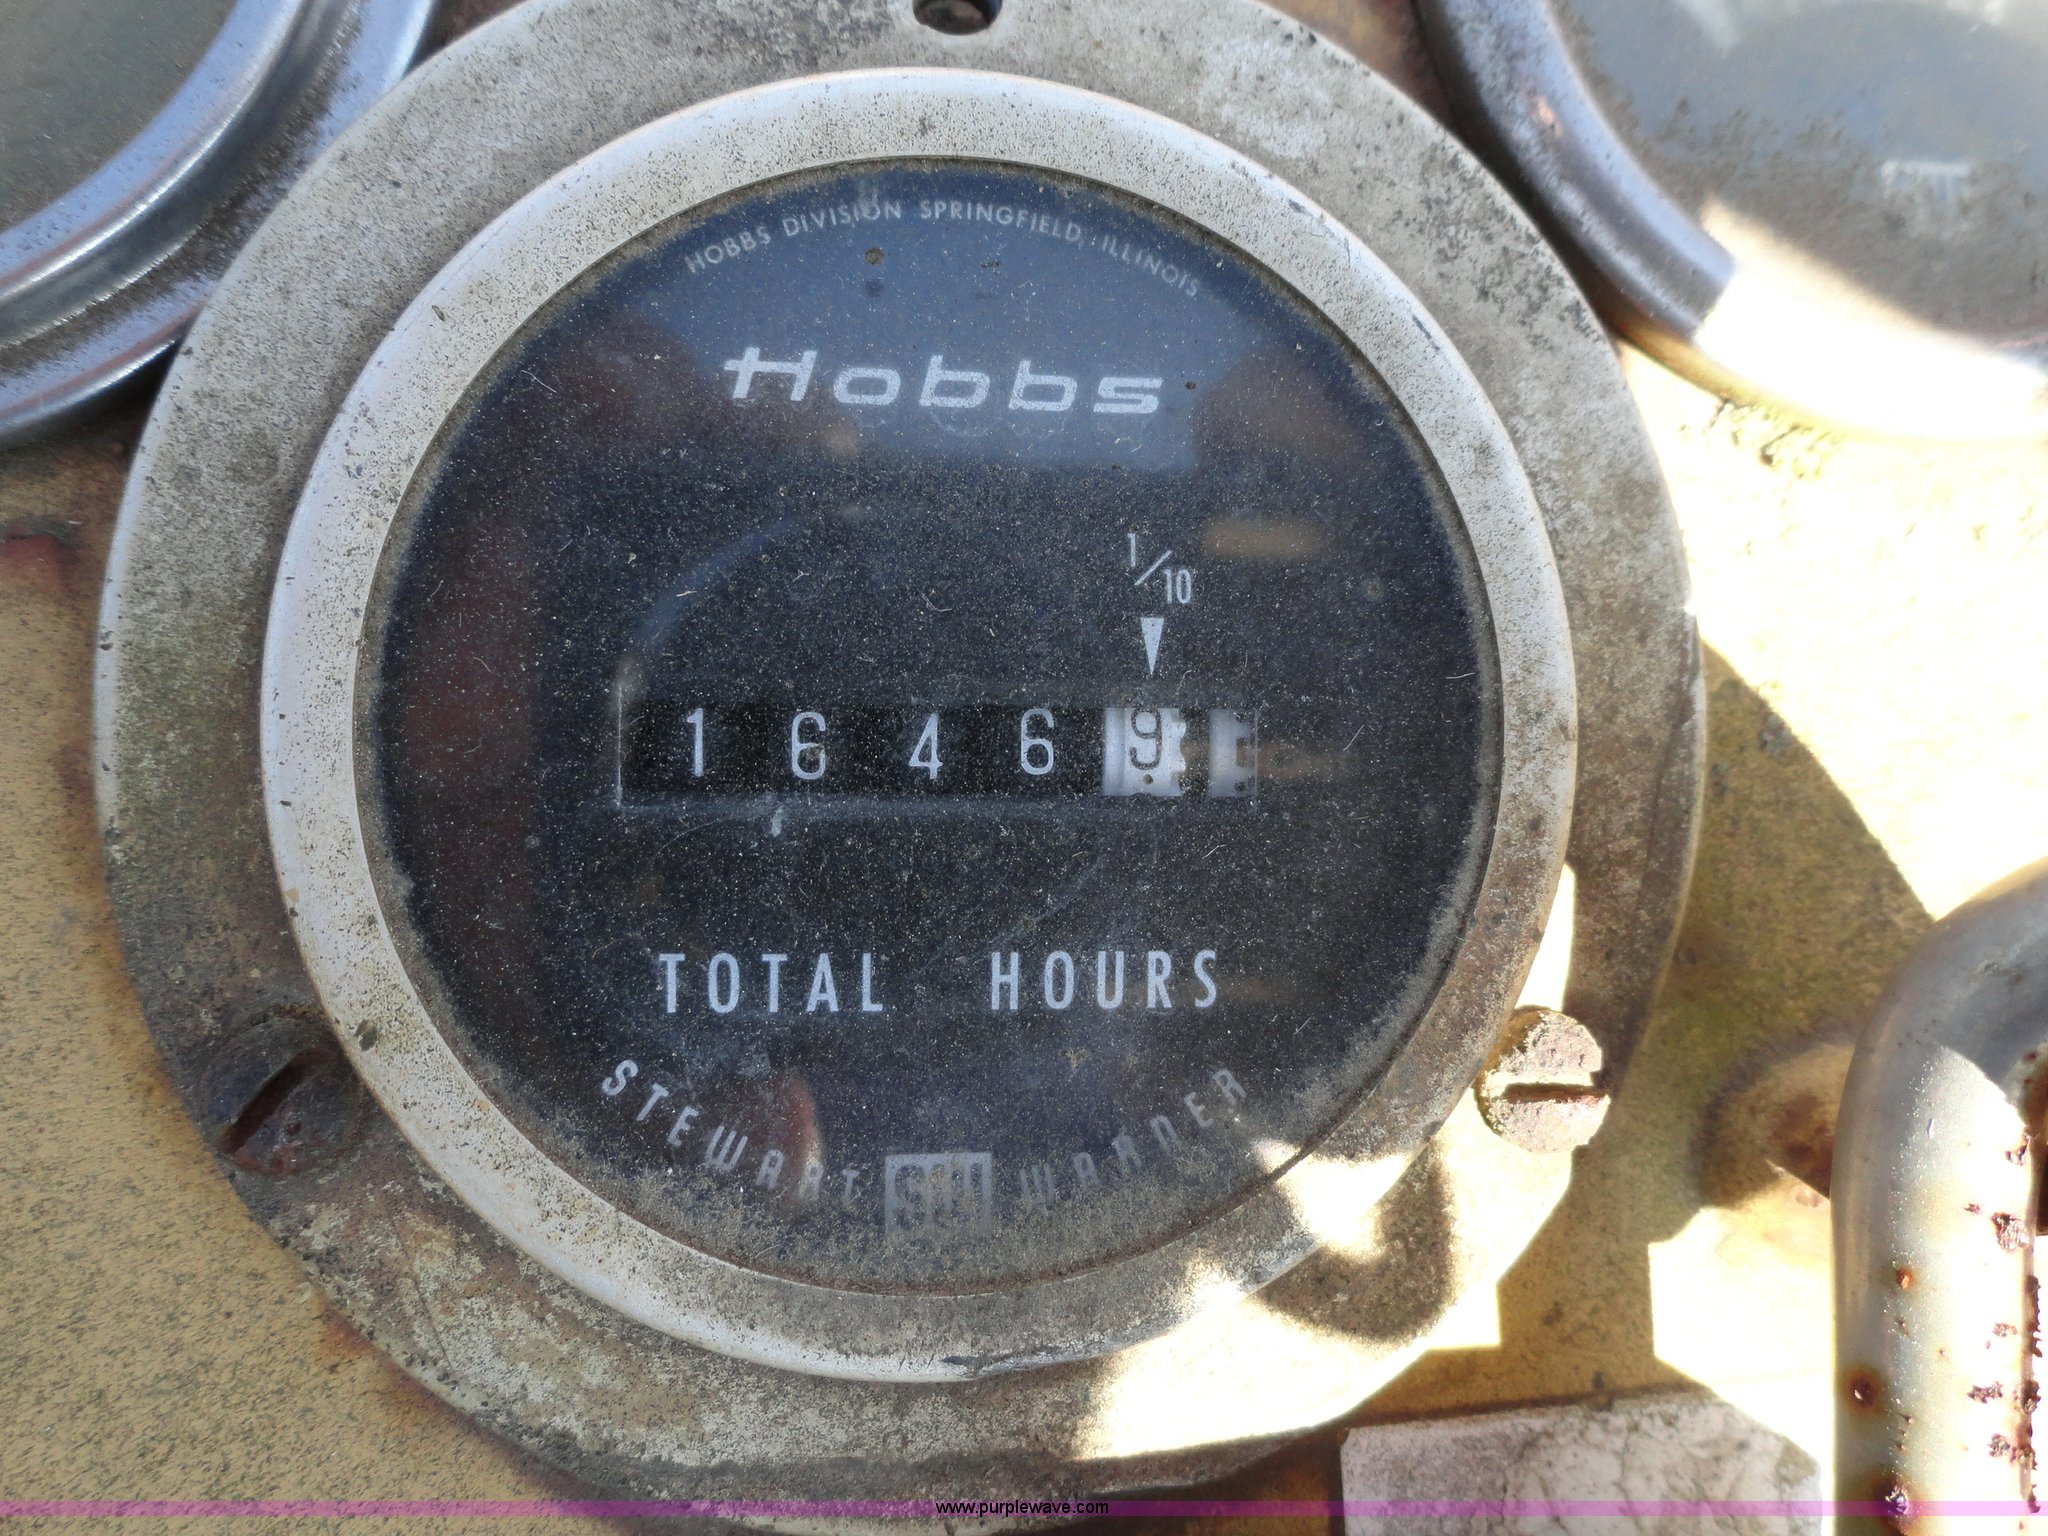 HOBBS DIVISION SPRINGFIELD, ILLINOIS
Hobbs
1/10
1 6 4 6 9
TOTAL HOURS
STEWART SW WARNER
www.purplewave.com